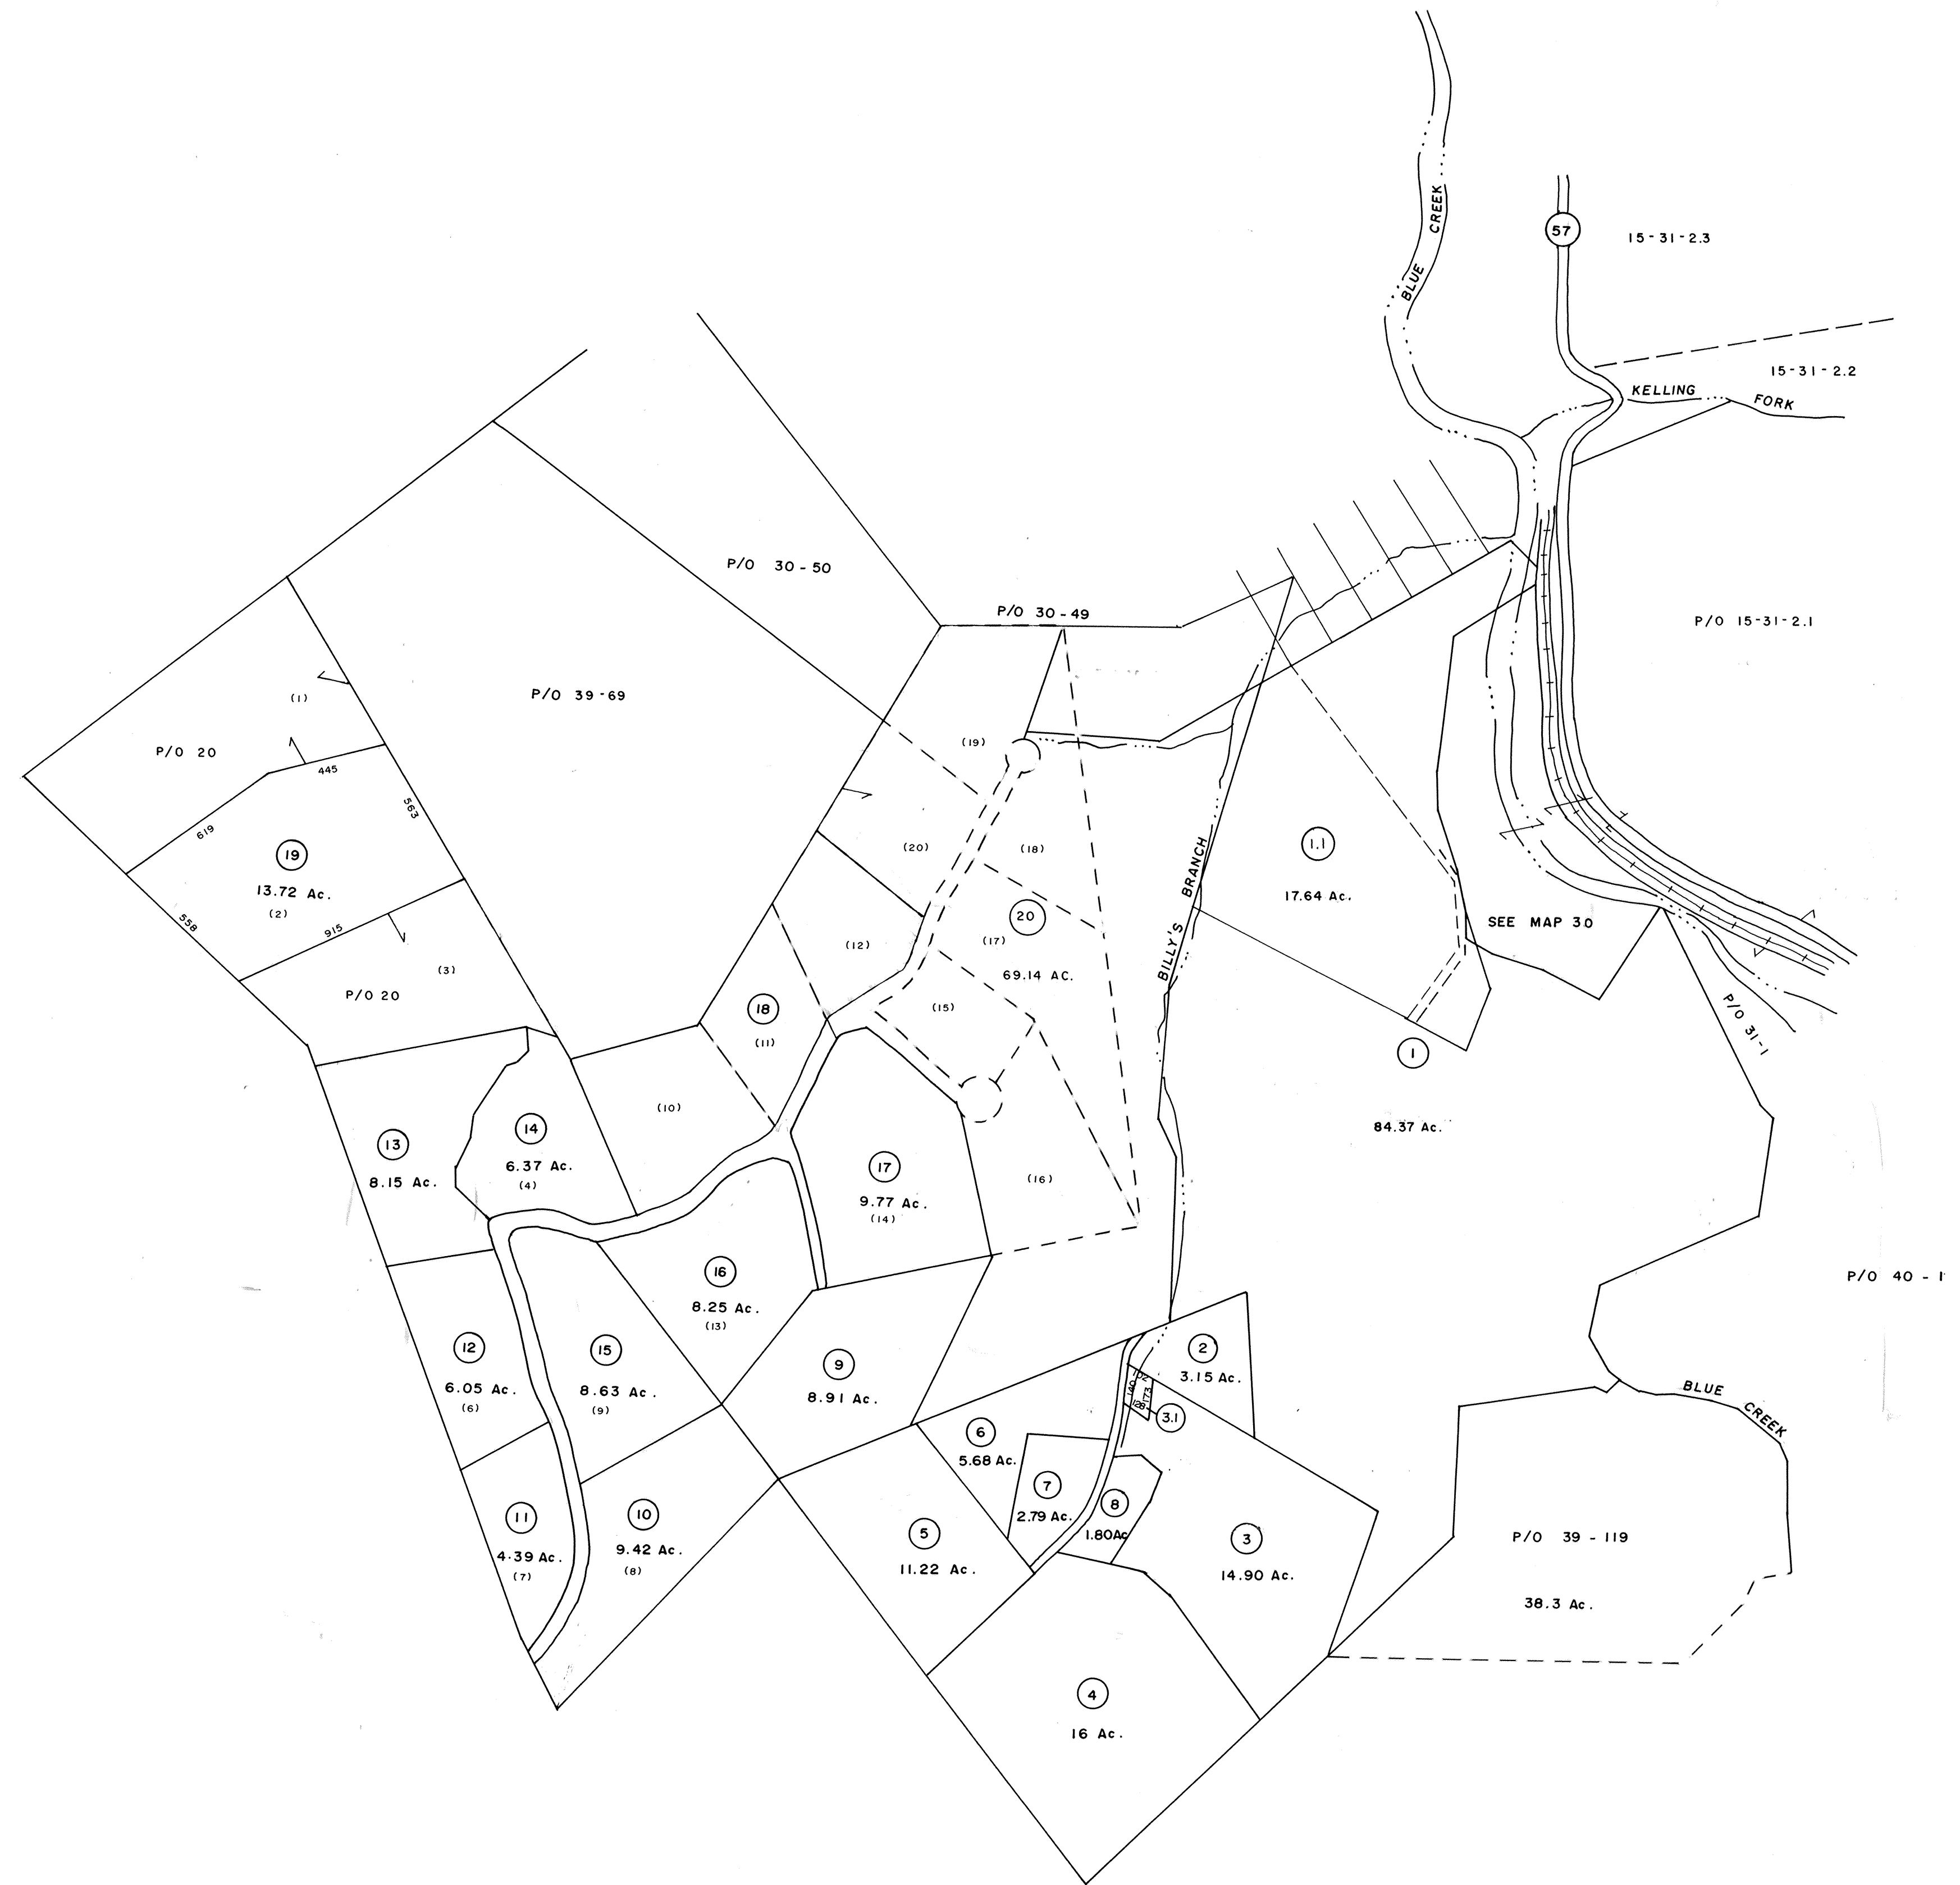 BLUE CREEK
57
15-31-2.3
15-31-2.2
KELLING FORK
P/O 30-50
P/O 30-49
P/O 15-31-2.1
P/O 39-69
(1)
P/O 20
445
563
619
19
13.72 Ac.
(2)
558
915
(3)
P/O 20
(19)
(20)
(18)
20
(17)
69.14 AC.
(12)
(15)
18
(11)
BILLY'S BRANCH
1.1
17.64 Ac.
SEE MAP 30
P/O 31-1
1
84.37 Ac.
(10)
13
8.15 Ac.
14
6.37 Ac.
(4)
17
9.77 Ac.
(14)
(16)
16
8.25 Ac.
(13)
P/O 40 - 1
12
6.05 Ac.
(6)
15
8.63 Ac.
(9)
9
8.91 Ac.
2
3.15 Ac.
140
173
128
3.1
BLUE CREEK
6
5.68 Ac.
7
2.79 Ac.
8
1.80Ac
11
4.39 Ac.
(7)
10
9.42 Ac.
(8)
5
11.22 Ac.
3
14.90 Ac.
P/O 39 - 119
38.3 Ac.
4
16 Ac.